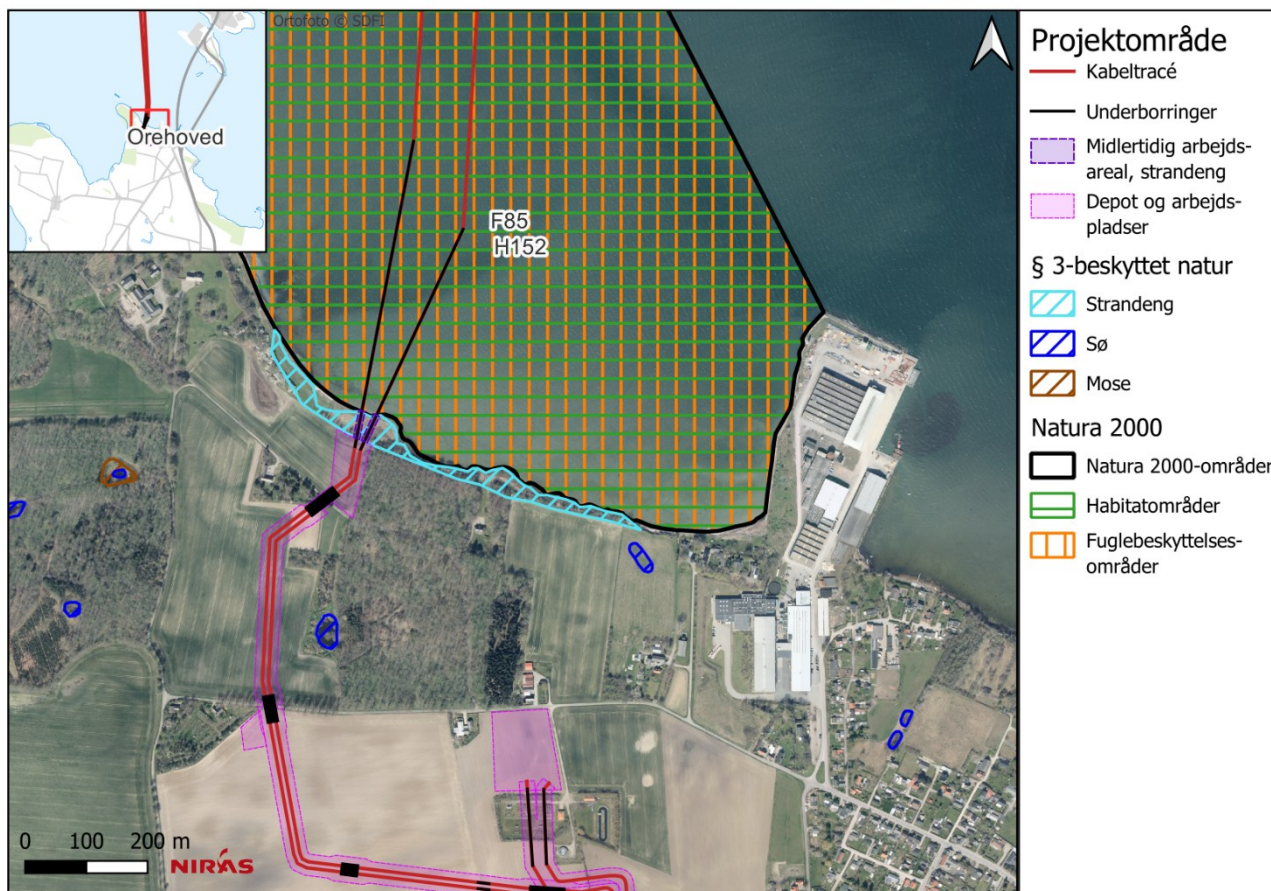 Ortofoto © SDFI
Orehoved
F85
H152
0 100 200 m
NIRAS
Projektområde
Kabeltracé
Underborringer
Midlertidig arbejds-
areal, strandeng
Depot og arbejds-
pladser
§ 3-beskyttet natur
Strandeng
Sø
Mose
Natura 2000
Natura 2000-områder
Habitatområder
Fuglebeskyttelses-
områder